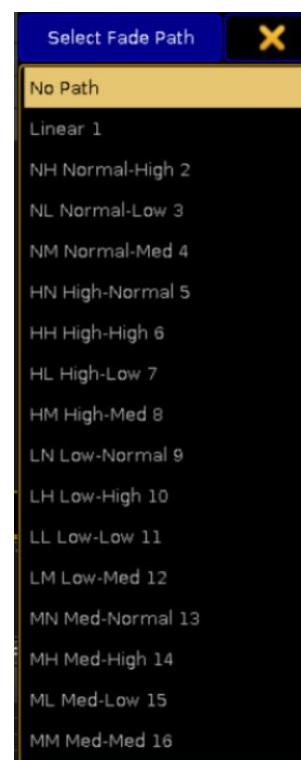 Select Fade Path
No Path
Linear 1
NH Normal-High 2
NL Normal-Low 3
NM Normal-Med 4
HN High-Normal 5
HH High-High 6
HL High-Low 7
HM High-Med 8
LN Low-Normal 9
LH Low-High 10
LL Low-Low 11
LM Low-Med 12
MN Med-Normal 13
MH Med-High 14
ML Med-Low 15
MM Med-Med 16